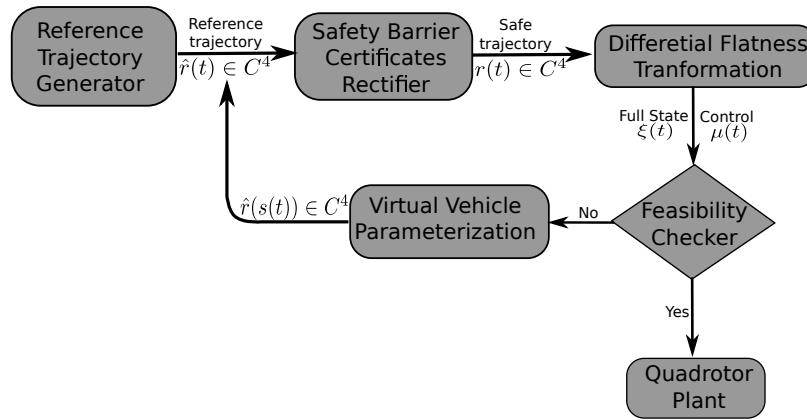 Reference
Trajectory
Generator
Reference
trajectory
r̂(t) ∈ C⁴
Safety Barrier
Certificates
Rectifier
Safe
trajectory
r(t) ∈ C⁴
Differetial Flatness
Tranformation
Full State
ξ(t)
Control
μ(t)
Feasibility
Checker
No
Virtual Vehicle
Parameterization
r̂(s(t)) ∈ C⁴
Yes
Quadrotor
Plant